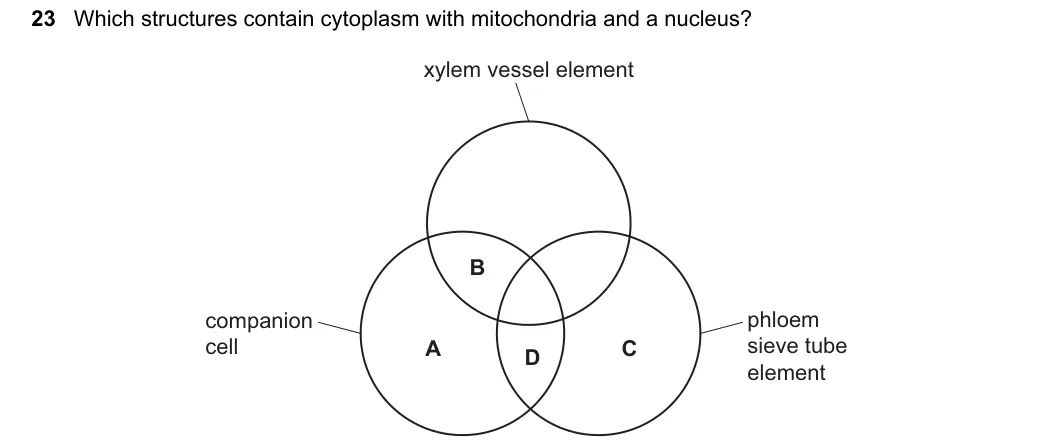 23 Which structures contain cytoplasm with mitochondria and a nucleus?
xylem vessel element
B
companion
cell
A
D
C
phloem
sieve tube
element